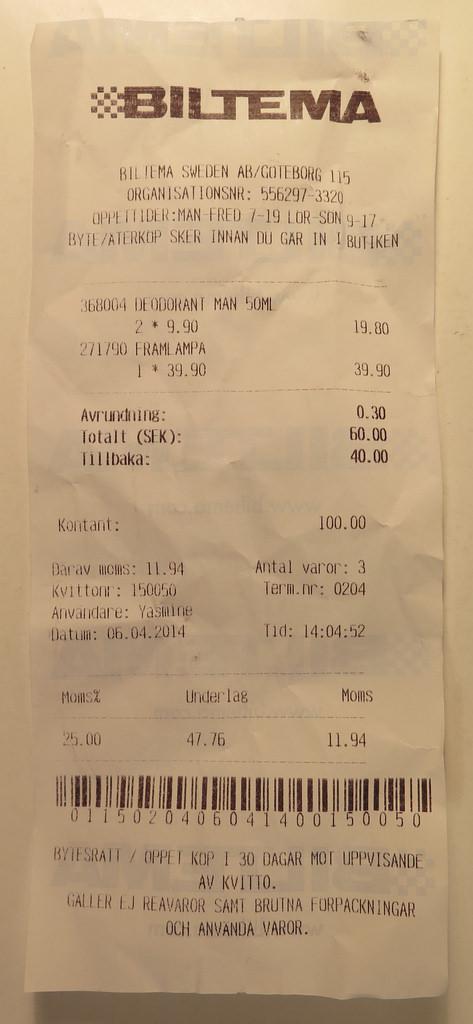 BILTEMA
BILTEMA SWEDEN AB/GOTEBORG 115
ORGANISATIONSNR: 556297-3320
OPPETTIDER:MAN-FRED 7-19 LOR-SON 9-17
BYTE/ATERKOP SKER INNAN DU GAR IN I BUTIKEN
368004 DEODORANT MAN 50ML
2 * 9.90 19.80
271790 FRAMLAMPA
1 * 39.90 39.90
Avrundning: 0.30
Totalt (SEK): 60.00
Tillbaka: 40.00
Kontant: 100.00
Darav moms: 11.94 Antal varor: 3
Kvittonr: 150050 Term.nr: 0204
Anvandare: Yasmine
Datum: 06.04.2014 Tid: 14:04:52
Moms% Underlag Moms
25.00 47.76 11.94
0115020406041400150050
BYTESRATT / OPPET KOP I 30 DAGAR MOT UPPVISANDE
AV KVITTO.
GALLER EJ REAVAROR SAMT BRUTNA FORPACKNINGAR
OCH ANVANDA VAROR.